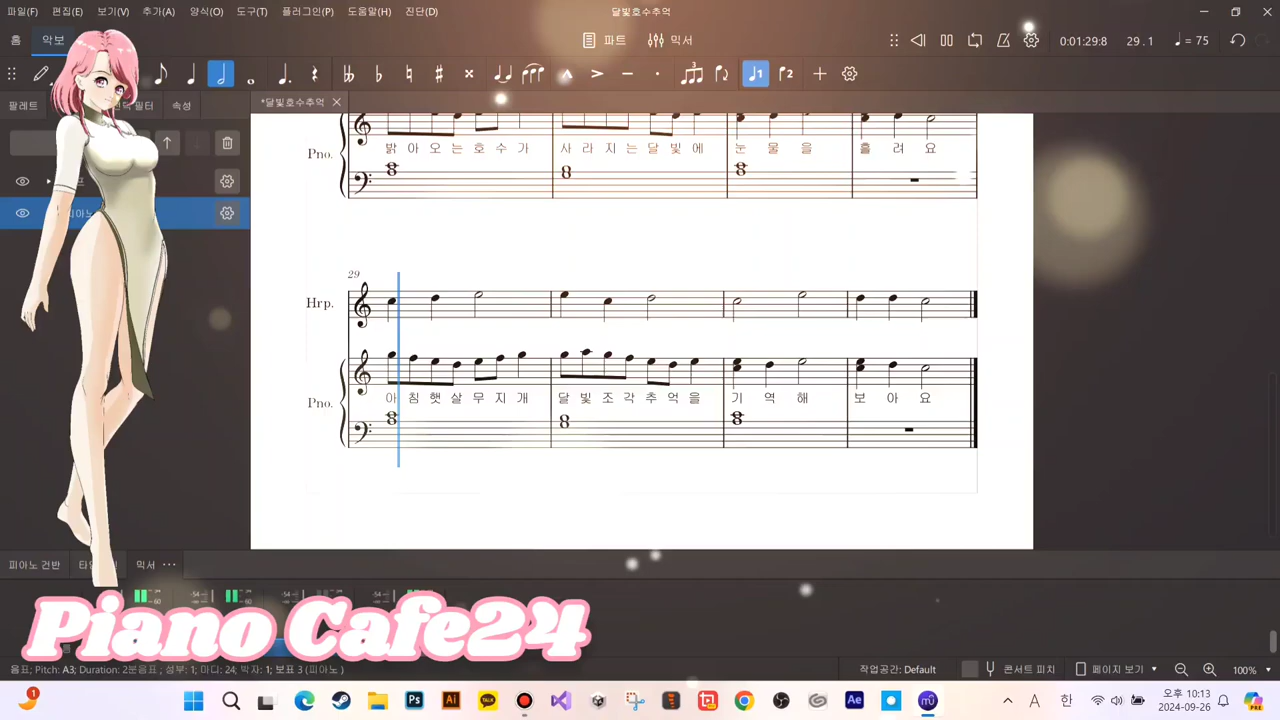 파일(F) 편집(E) 보기(V) 추가(A) 양식(O) 도구(T) 플러그인(P) 도움말(H) 진단(D)
달빛호수추억
홈 악보
파트 믹서
0:01:29:8 29 . 1 = 75
팔레트 필터 속성
*달빛호수추억
Pno.
밝 아 오 는 호 수 가 사 라 지 는 달 빛 에 눈 물 을 흘 려 요
29
Hrp.
Pno.
아 침 햇 살 무 지 개 달 빛 조 각 추 억 을 기 역 해 보 아 요
피아노 건반 믹서
Piano Cafe24
음표; Pitch: A3; Duration: 2분음표 ; 성부: 1; 마디: 24; 박자: 1; 보표 3 (피아노 )
작업공간: Default 콘서트 피치 페이지 보기 100%
오후 10:13
2024-09-26